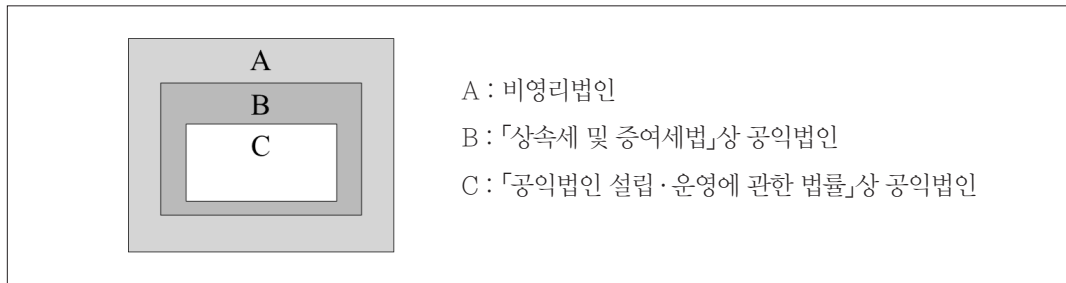 A
B
C
A : 비영리법인
B : 「상속세 및 증여세법」상 공익법인
C : 「공익법인 설립·운영에 관한 법률」상 공익법인